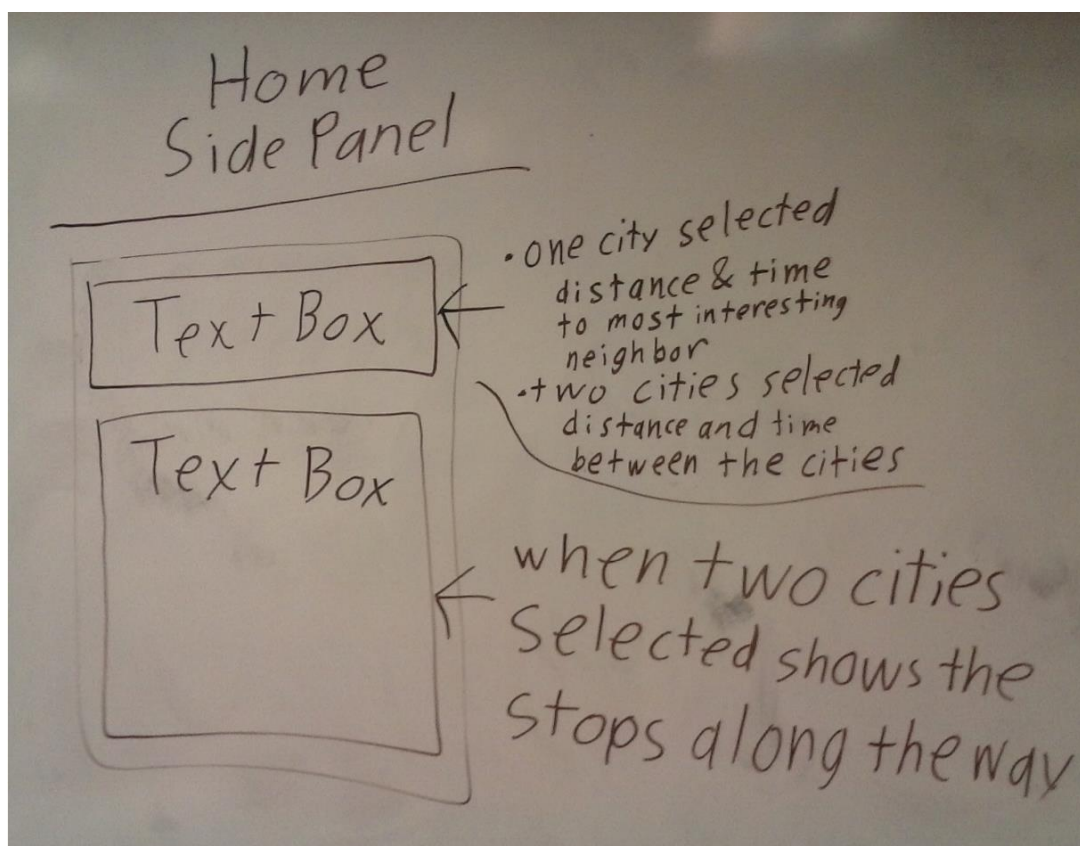 Home
Side Panel
Text Box
• one city selected
distance & time
to most interesting
neighbor
• two cities selected
distance and time
between the cities
Text Box
when two cities
selected shows the
stops along the way